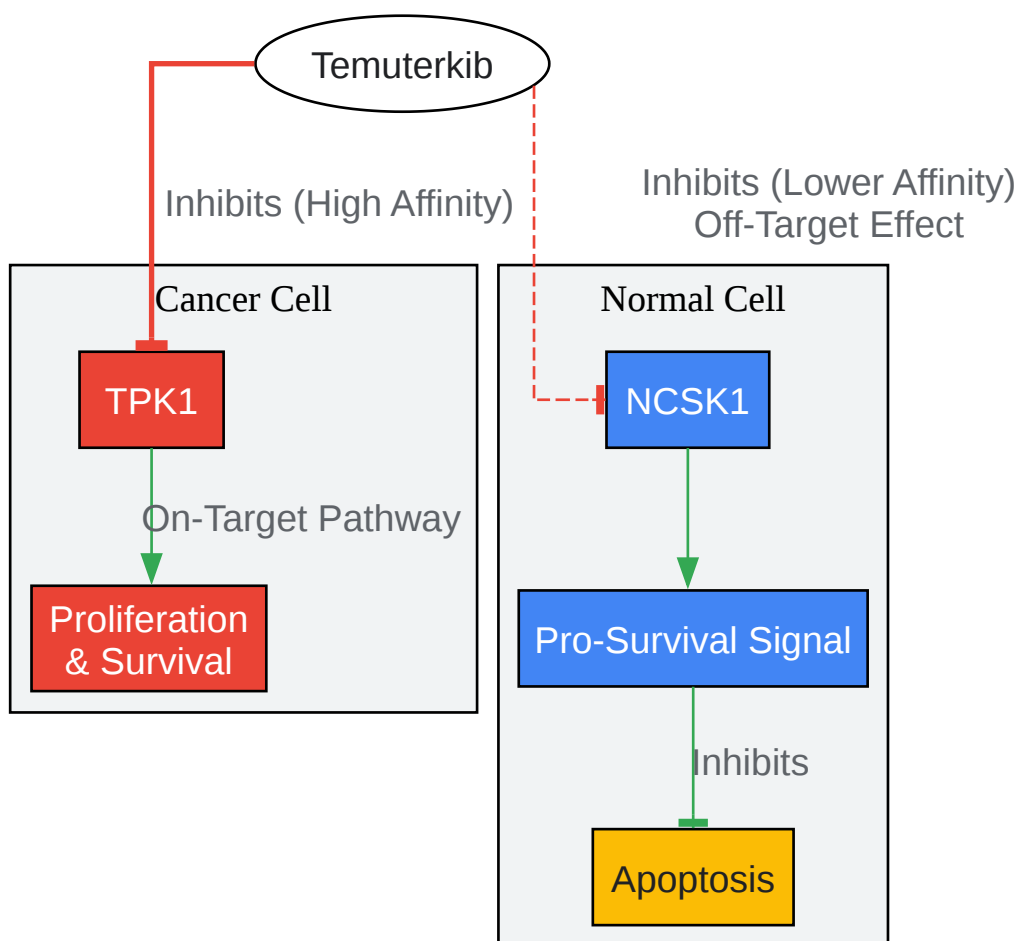 Temuterkib
Inhibits (High Affinity)
Inhibits (Lower Affinity)
Off-Target Effect
Cancer Cell
TPK1
On-Target Pathway
Proliferation
& Survival
Normal Cell
NCSK1
Pro-Survival Signal
Inhibits
Apoptosis